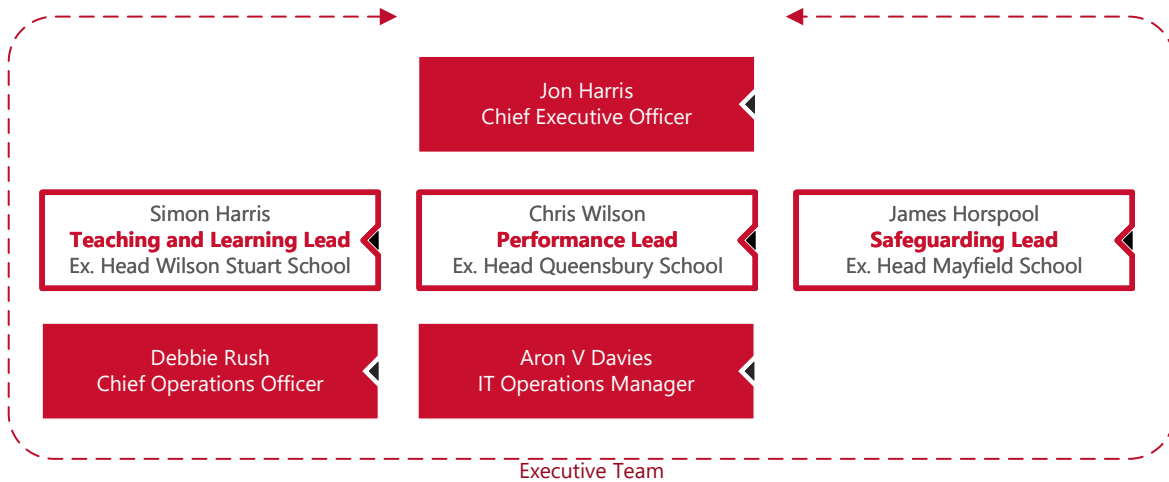 Jon Harris
Chief Executive Officer
Simon Harris
Teaching and Learning Lead
Ex. Head Wilson Stuart School
Chris Wilson
Performance Lead
Ex. Head Queensbury School
James Horspool
Safeguarding Lead
Ex. Head Mayfield School
Debbie Rush
Chief Operations Officer
Aron V Davies
IT Operations Manager
Executive Team